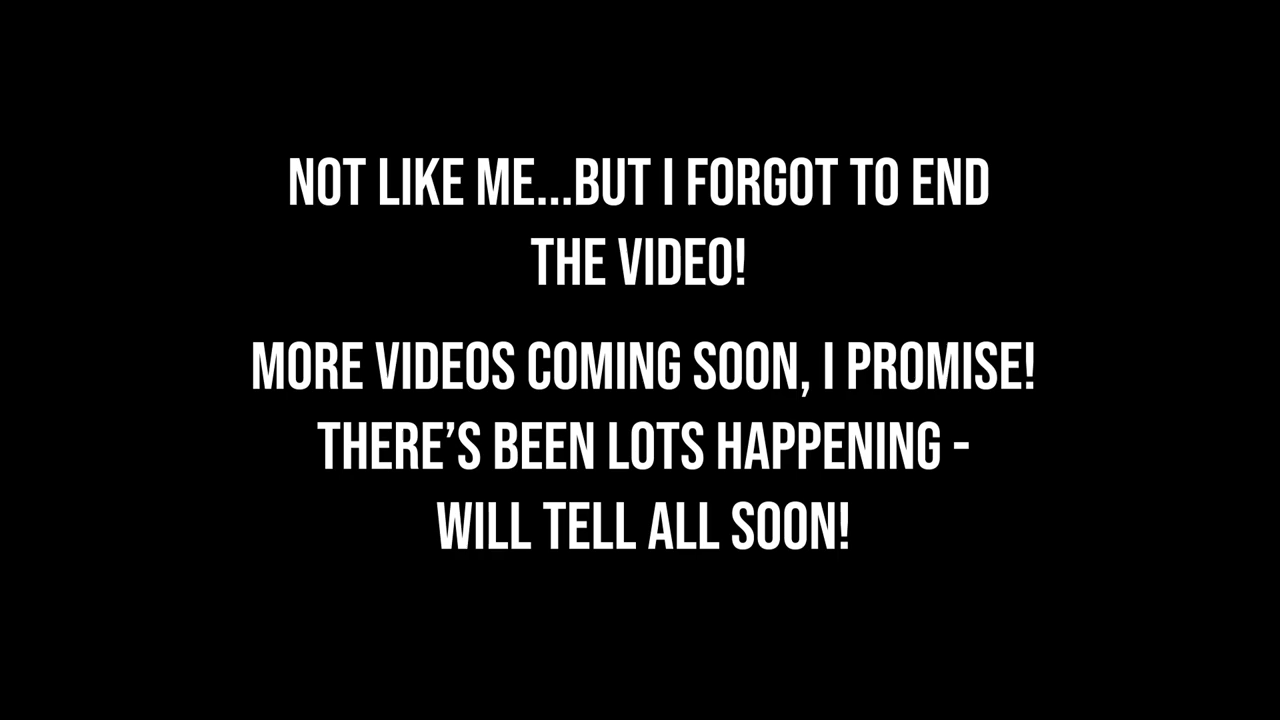 NOT LIKE ME...BUT I FORGOT TO END
THE VIDEO!
MORE VIDEOS COMING SOON, I PROMISE!
THERE’S BEEN LOTS HAPPENING -
WILL TELL ALL SOON!